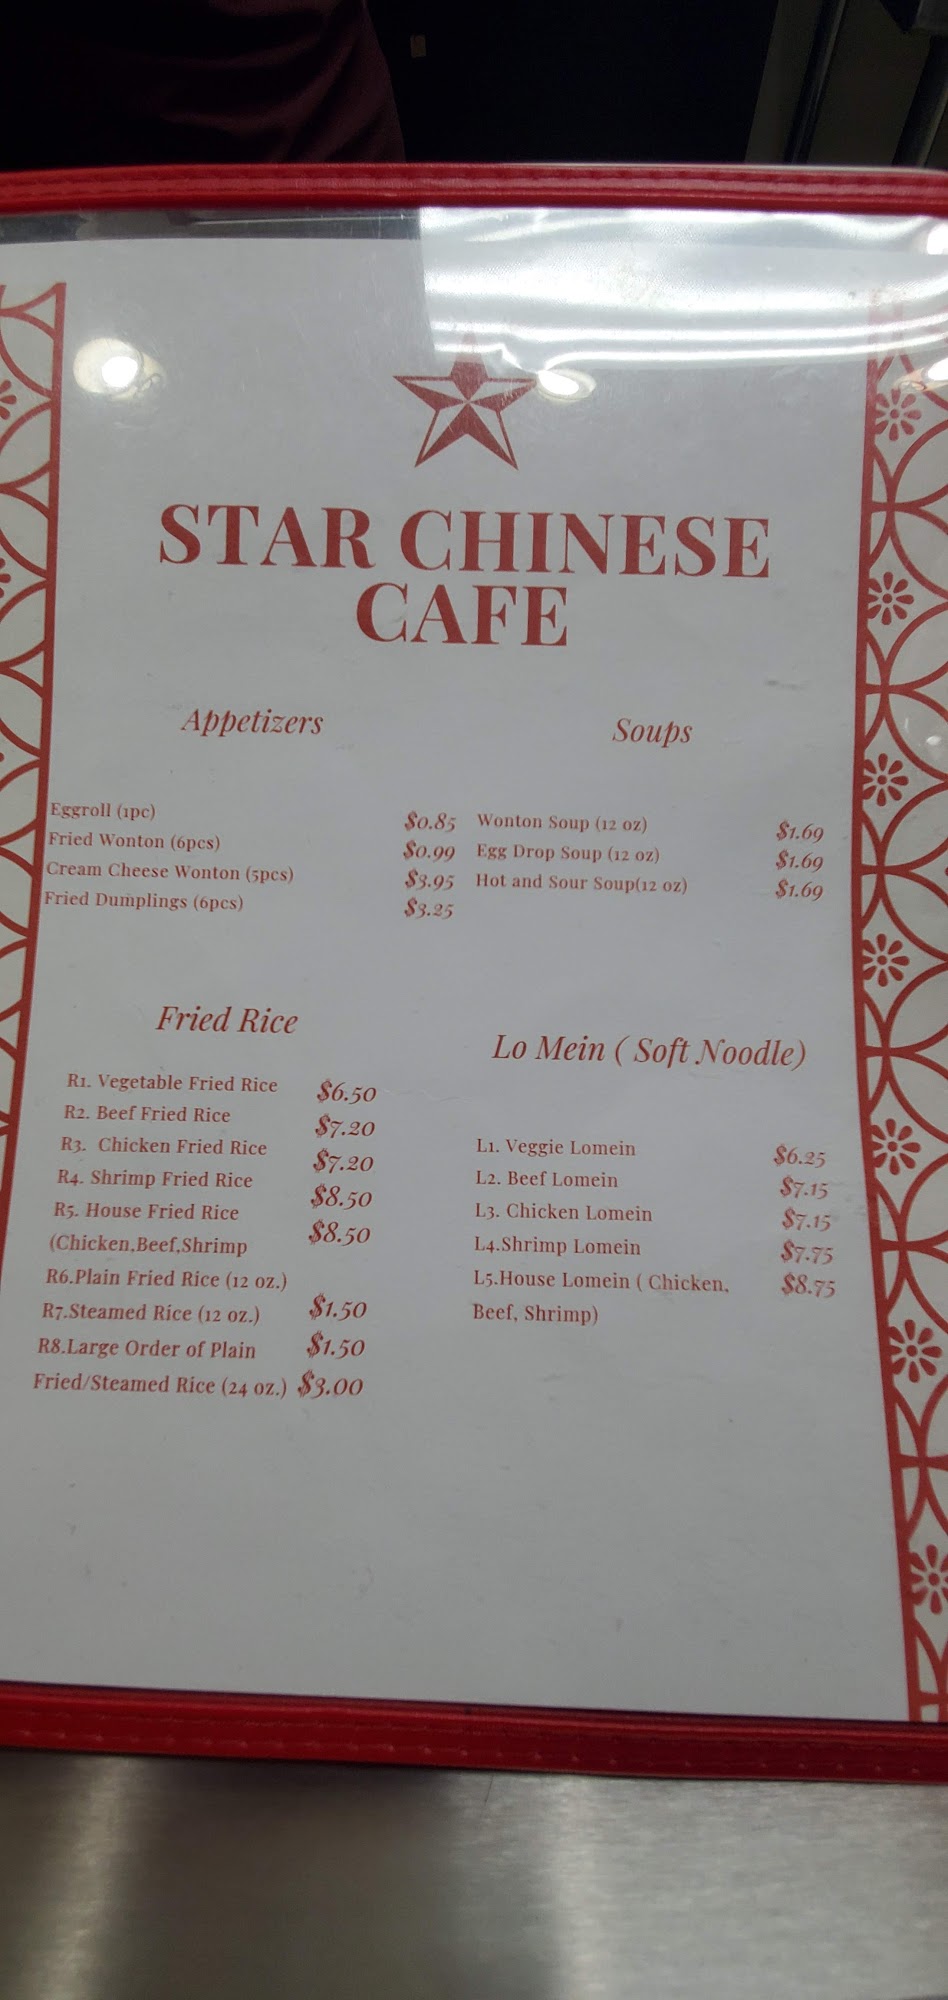 STAR CHINESE
CAFE
Appetizers
Eggroll (1pc) $0.85
Fried Wonton (6pcs) $0.99
Cream Cheese Wonton (5pcs) $3.95
Fried Dumplings (6pcs) $3.25
Soups
Wonton Soup (12 oz) $1.69
Egg Drop Soup (12 oz) $1.69
Hot and Sour Soup(12 oz) $1.69
Fried Rice
R1. Vegetable Fried Rice $6.50
R2. Beef Fried Rice $7.20
R3. Chicken Fried Rice $7.20
R4. Shrimp Fried Rice $8.50
R5. House Fried Rice $8.50
(Chicken,Beef,Shrimp
R6.Plain Fried Rice (12 oz.)
R7.Steamed Rice (12 oz.) $1.50
R8.Large Order of Plain $1.50
Fried/Steamed Rice (24 oz.) $3.00
Lo Mein ( Soft Noodle)
L1. Veggie Lomein $6.25
L2. Beef Lomein $7.15
L3. Chicken Lomein $7.15
L4.Shrimp Lomein $7.75
L5.House Lomein ( Chicken, $8.75
Beef, Shrimp)